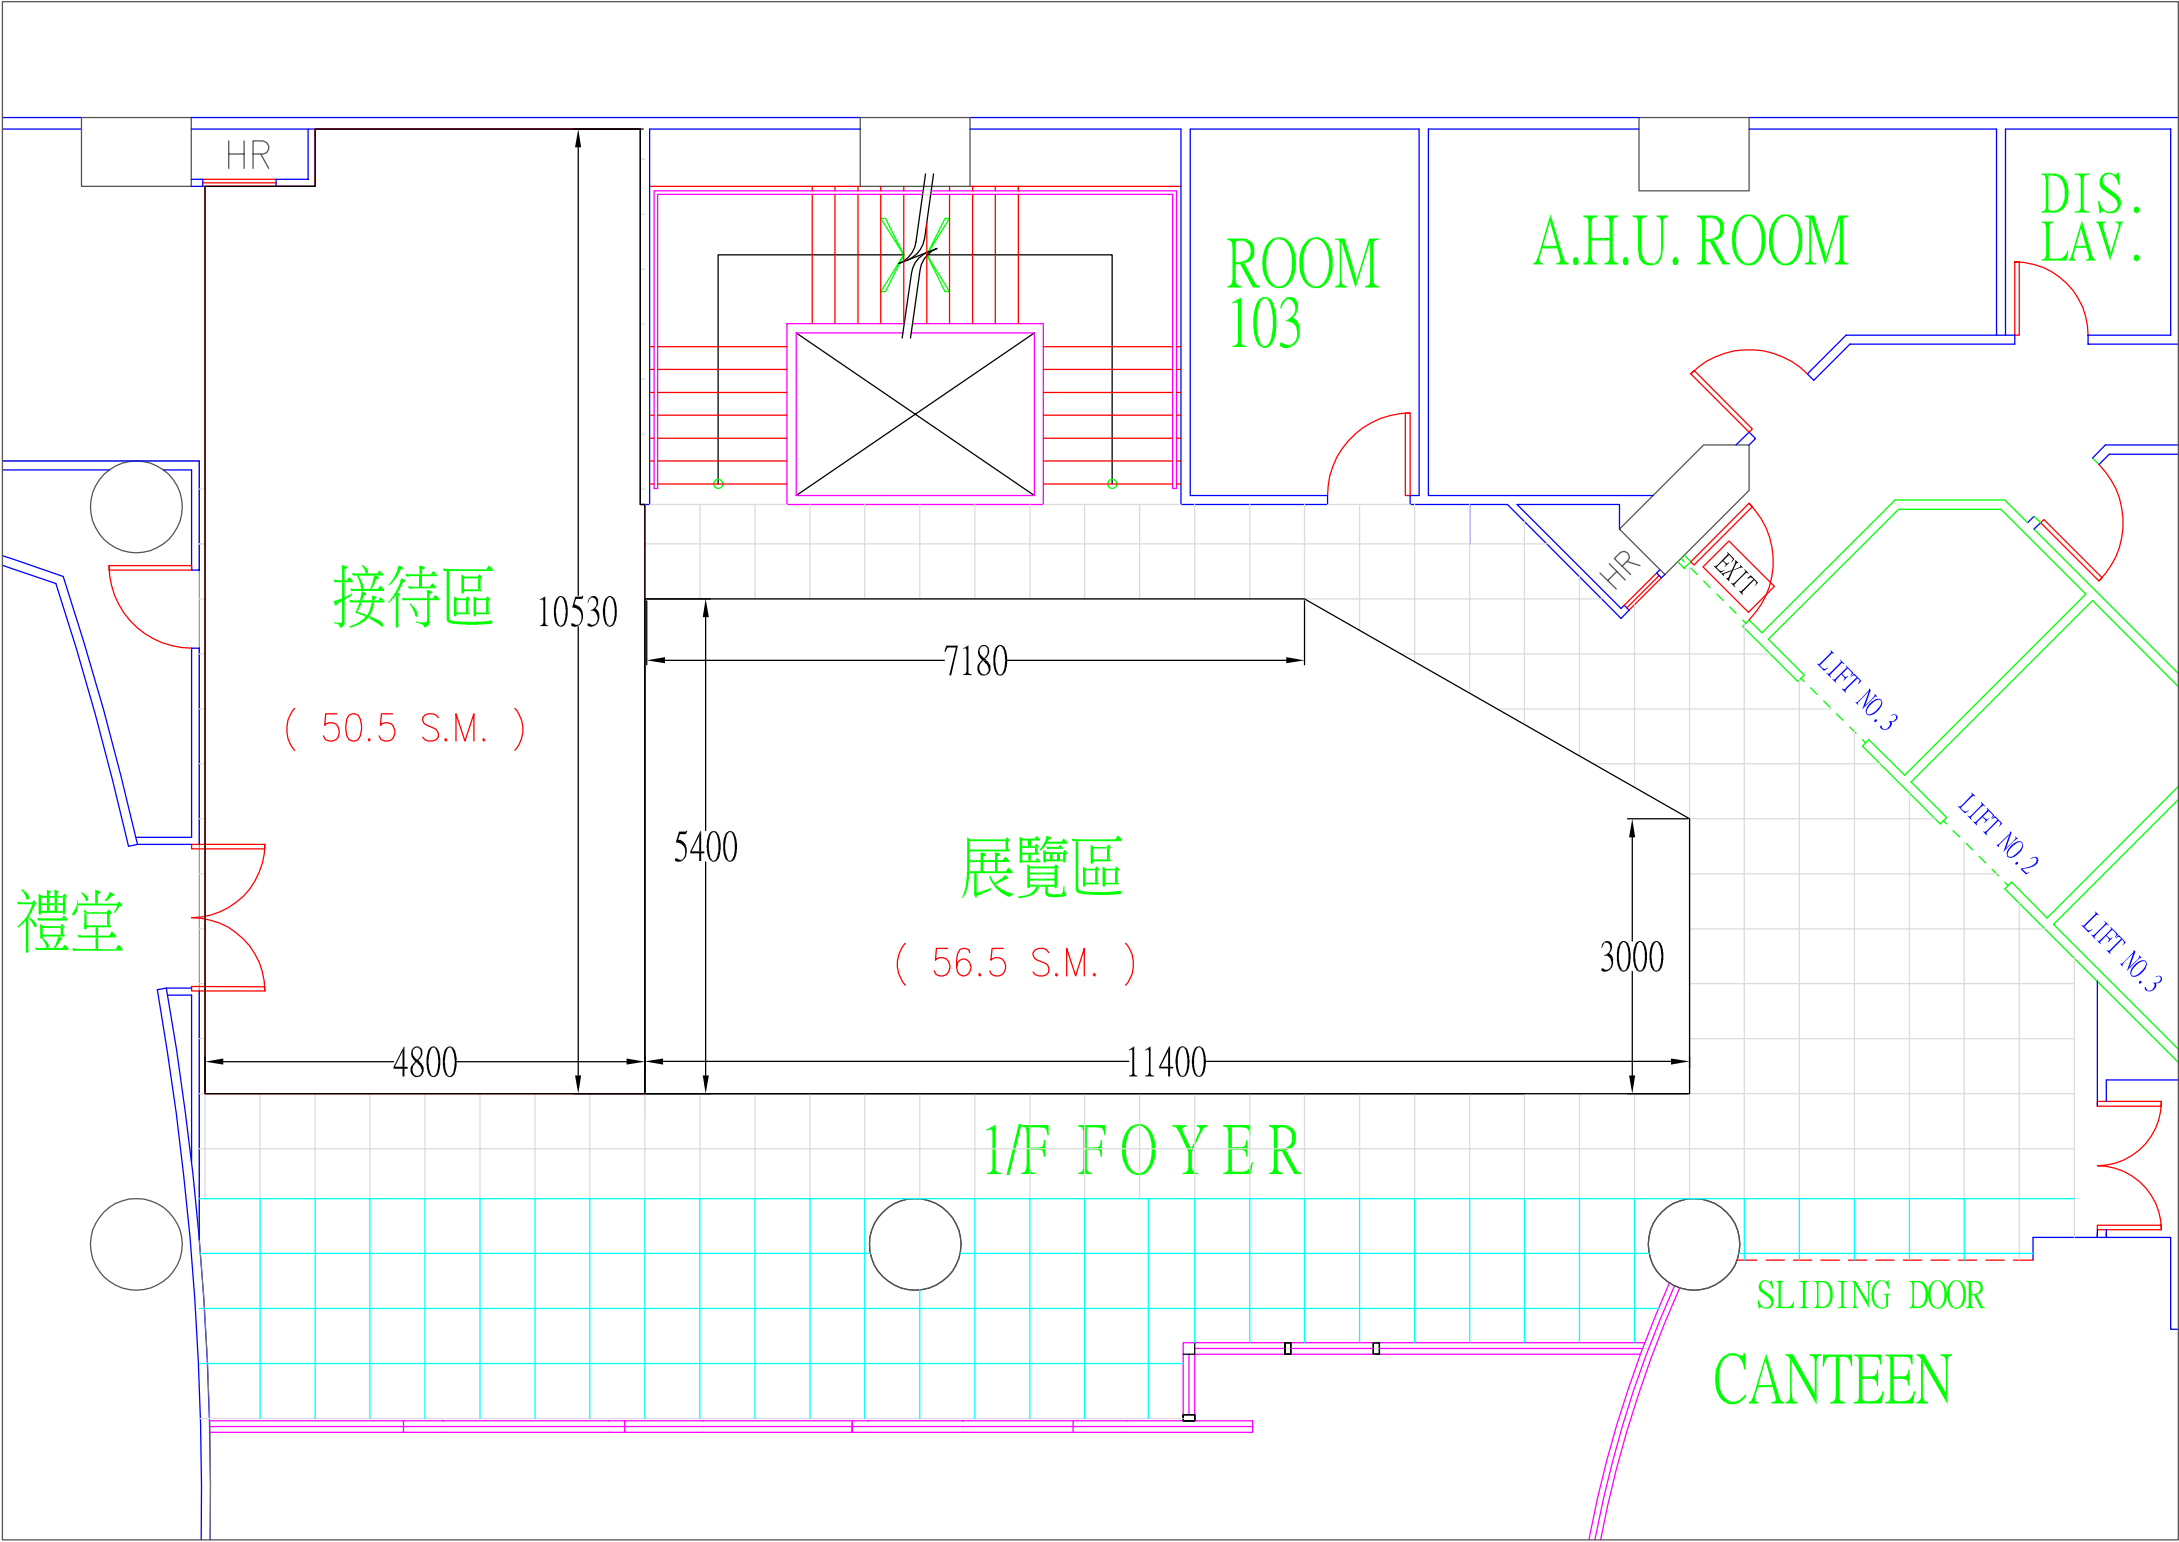 HR
DIS.
LAV.
A.H.U. ROOM
ROOM
103
EXIT
HR
接待區
10530
7180
LIFT NO.3
( 50.5 S.M. )
5400
展覽區
LIFT NO.2
禮堂
( 56.5 S.M. )
3000
LIFT NO.3
4800
11400
1/F FOYER
SLIDING DOOR
CANTEEN